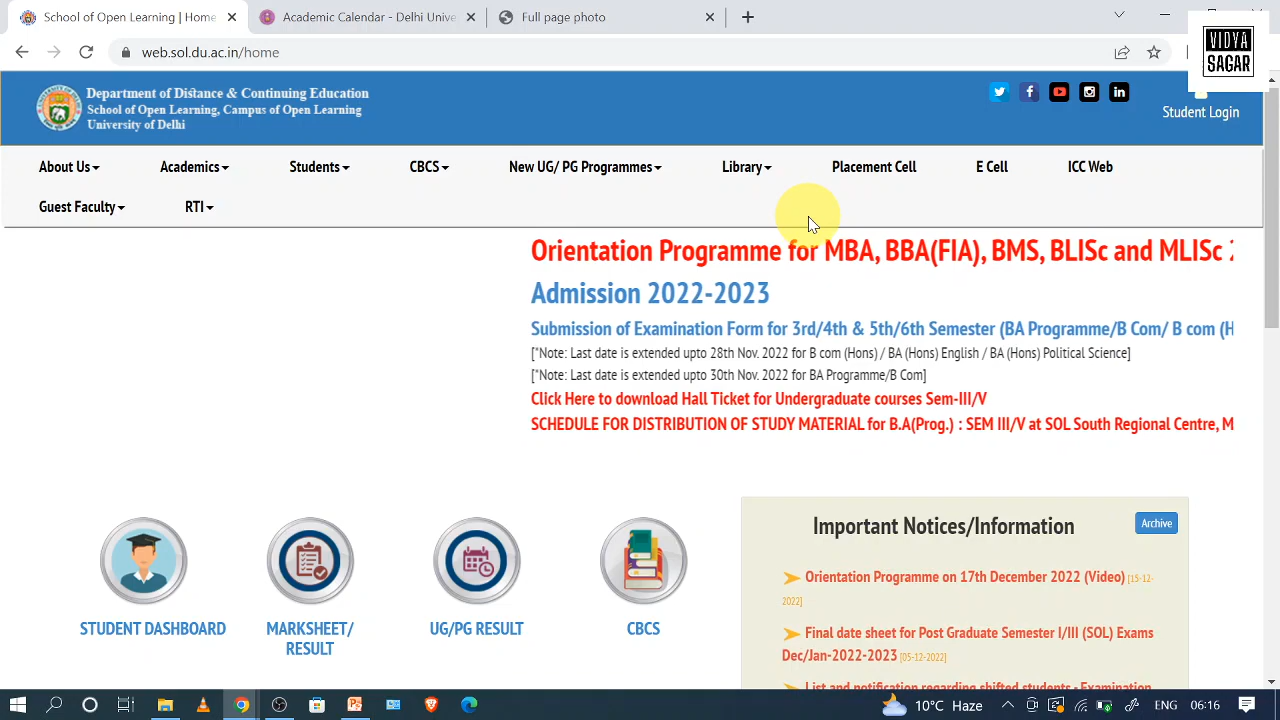 School of Open Learning | Home
Academic Calendar - Delhi Unive
Full page photo
web.sol.du.ac.in/home
VIDYA
SAGAR
Department of Distance & Continuing Education
School of Open Learning, Campus of Open Learning
University of Delhi
Student Login
About Us
Academics
Students
CBCS
New UG/ PG Programmes
Library
Placement Cell
E Cell
ICC Web
Guest Faculty
RTI
Orientation Programme for MBA, BBA(FIA), BMS, BLISc and MLISc
Admission 2022-2023
Submission of Examination Form for 3rd/4th & 5th/6th Semester (BA Programme/B Com/ B com (H
[*Note: Last date is extended upto 28th Nov. 2022 for B com (Hons) / BA (Hons) English / BA (Hons) Political Science]
[*Note: Last date is extended upto 30th Nov. 2022 for BA Programme/B Com]
Click Here to download Hall Ticket for Undergraduate courses Sem-III/V
SCHEDULE FOR DISTRIBUTION OF STUDY MATERIAL for B.A(Prog.) : SEM III/V at SOL South Regional Centre, M
STUDENT DASHBOARD
MARKSHEET/
RESULT
UG/PG RESULT
CBCS
Important Notices/Information
Archive
Orientation Programme on 17th December 2022 (Video) [15-12-
2022]
Final date sheet for Post Graduate Semester I/III (SOL) Exams
Dec/Jan-2022-2023 [05-12-2022]
List and notification regarding shifted students - Examination
10°C Haze
ENG
06:16